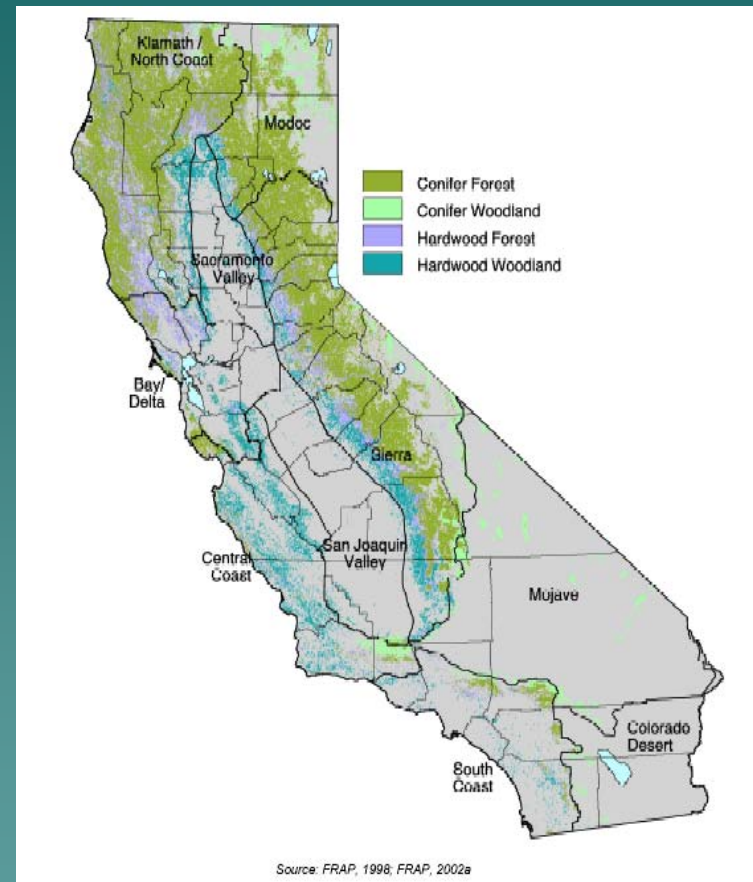 Klamath /
North Coast
Modoc
Conifer Forest
Conifer Woodland
Hardwood Forest
Hardwood Woodland
Sacramento
Valley
Bay/
Delta
Sierra
San Joaquin
Valley
Central
Coast
Mojave
Colorado
Desert
South
Coast
Source: FRAP, 1998; FRAP, 2002a